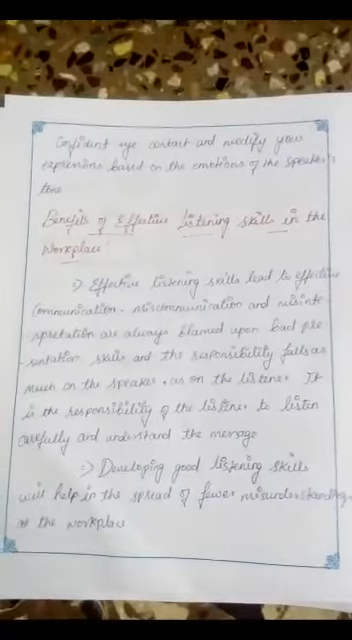 Confident eye contact and modify your
expressions based on the emotions of the speaker's
tone
Benefits of Effective listening skills in the
Workplace:
=> Effective listening skills lead to effective
Communication. miscommunication and misinte
-spretation are always blamed upon bad pre
-sentation skills and the responsibility falls as
much on the speaker, as on the listener. It
is the responsibility of the listener to listen
carefully and understand the message
=> Developing good listening skills
will help in the spread of fewer misunderstanding
at the workplace